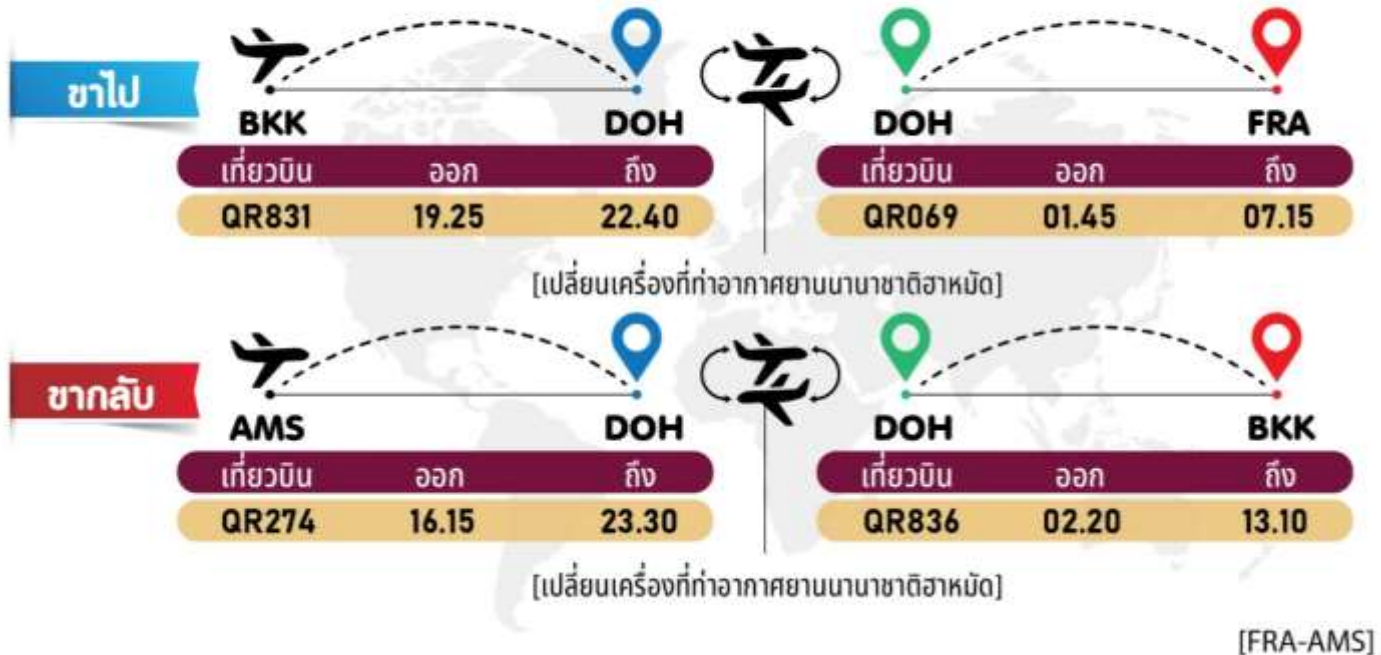 ขาไป
BKK DOH DOH FRA
เที่ยวบิน ออก ถึง เที่ยวบิน ออก ถึง
QR831 19.25 22.40 QR069 01.45 07.15
[เปลี่ยนเครื่องที่ท่าอากาศยานนานาชาติฮาหมัด]
ขากลับ
AMS DOH DOH BKK
เที่ยวบิน ออก ถึง เที่ยวบิน ออก ถึง
QR274 16.15 23.30 QR836 02.20 13.10
[เปลี่ยนเครื่องที่ท่าอากาศยานนานาชาติฮาหมัด]
[FRA-AMS]